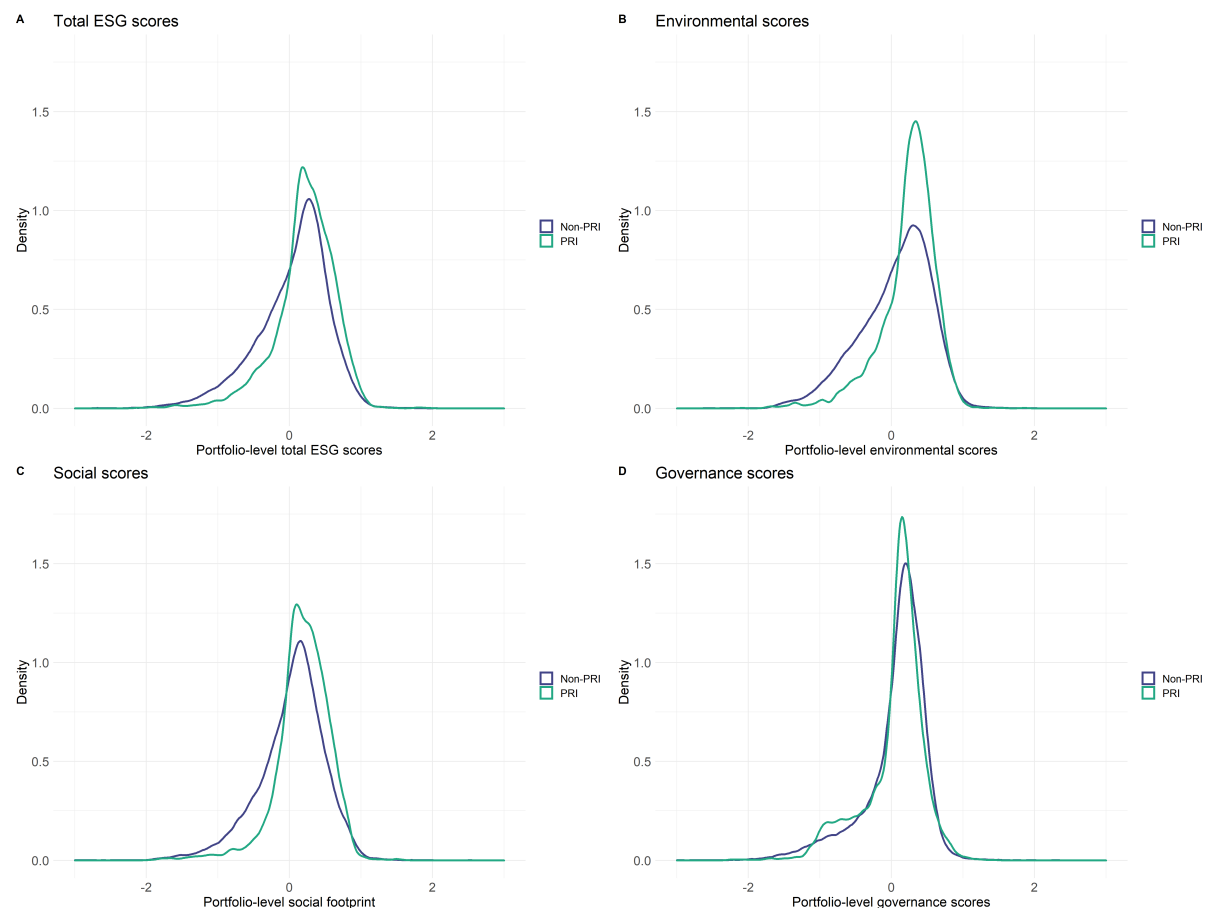 A Total ESG scores
1.5
1.0
0.5
0.0
Density
-2 0 2
Portfolio-level total ESG scores
Non-PRI
PRI
B Environmental scores
1.5
1.0
0.5
0.0
Density
-2 0 2
Portfolio-level environmental scores
Non-PRI
PRI
C Social scores
1.5
1.0
0.5
0.0
Density
-2 0 2
Portfolio-level social footprint
Non-PRI
PRI
D Governance scores
1.5
1.0
0.5
0.0
Density
-2 0 2
Portfolio-level governance scores
Non-PRI
PRI